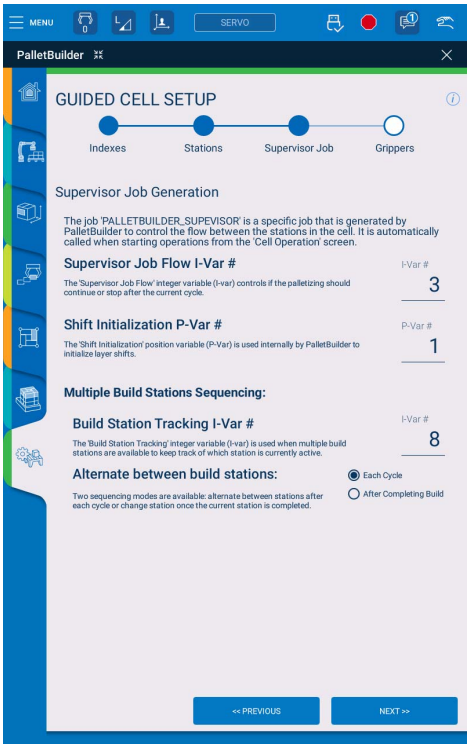 MENU
0
SERVO
1
PalletBuilder
GUIDED CELL SETUP
Indexes
Stations
Supervisor Job
Grippers
Supervisor Job Generation
The job 'PALLETBUILDER_SUPEVISOR' is a specific job that is generated by
PalletBuilder to control the flow between the stations in the cell. It is automatically
called when starting operations from the 'Cell Operation' screen.
Supervisor Job Flow I-Var #
I-Var #
The 'Supervisor Job Flow' integer variable (I-var) controls if the palletizing should
continue or stop after the current cycle.
3
Shift Initialization P-Var #
P-Var #
The 'Shift Initialization' position variable (P-Var) is used internally by PalletBuilder to
initialize layer shifts.
1
Multiple Build Stations Sequencing:
Build Station Tracking I-Var #
I-Var #
The 'Build Station Tracking' integer variable (I-var) is used when multiple build
stations are available to keep track of which station is currently active.
8
Alternate between build stations:
Each Cycle
Two sequencing modes are available: alternate between stations after
each cycle or change station once the current station is completed.
After Completing Build
<< PREVIOUS
NEXT >>